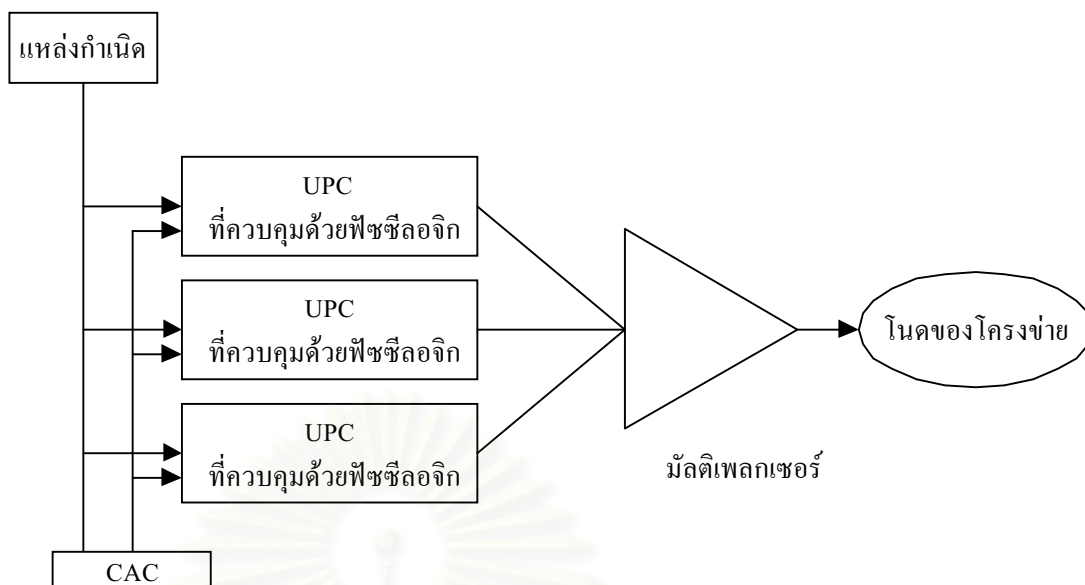 แหล่งกำเนิด
UPC
ที่ควบคุมด้วยฟัซซีลอจิก
UPC
ที่ควบคุมด้วยฟัซซีลอจิก
โนดของโครงข่าย
UPC
ที่ควบคุมด้วยฟัซซีลอจิก
มัลติเพลกเซอร์
CAC